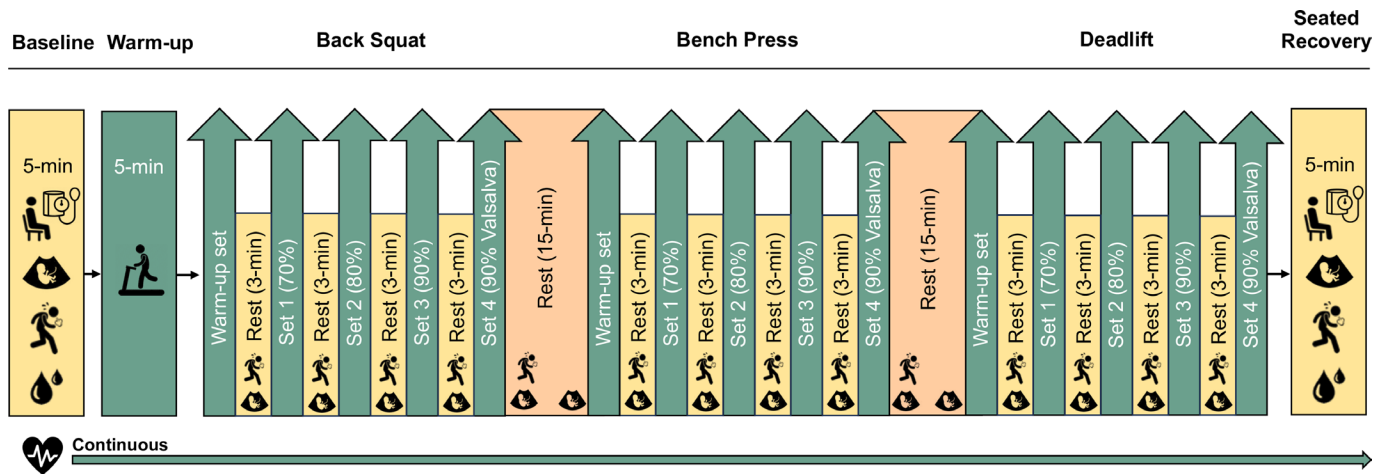 Baseline
Warm-up
Back Squat
Bench Press
Deadlift
Seated
Recovery
5-min
5-min
Warm-up set
Rest (3-min)
Set 1 (70%)
Rest (3-min)
Set 2 (80%)
Rest (3-min)
Set 3 (90%)
Rest (3-min)
Set 4 (90% Valsalva)
Rest (15-min)
Warm-up set
Rest (3-min)
Set 1 (70%)
Rest (3-min)
Set 2 (80%)
Rest (3-min)
Set 3 (90%)
Rest (3-min)
Set 4 (90% Valsalva)
Rest (15-min)
Warm-up set
Rest (3-min)
Set 1 (70%)
Rest (3-min)
Set 2 (80%)
Rest (3-min)
Set 3 (90%)
Rest (3-min)
Set 4 (90% Valsalva)
5-min
Continuous